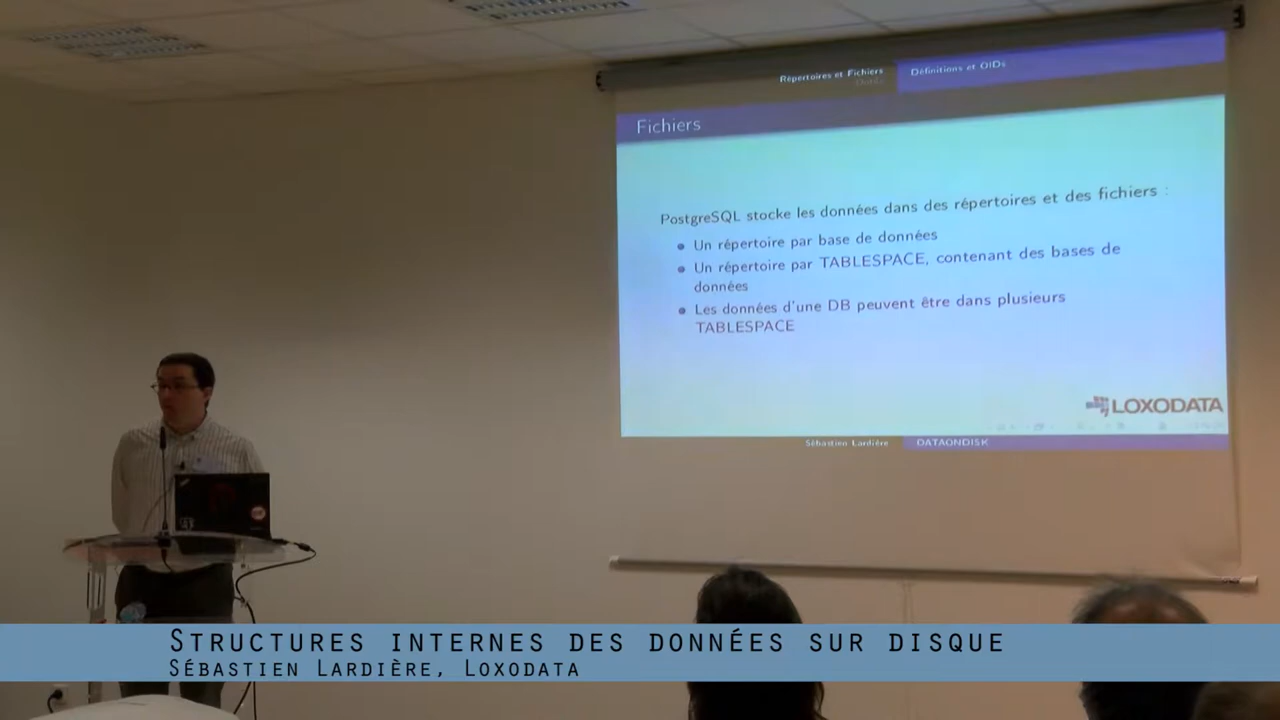 Répertoires et Fichiers
Définitions et OIDs
Fichiers
PostgreSQL stocke les données dans des répertoires et des fichiers :
Un répertoire par base de données
Un répertoire par TABLESPACE, contenant des bases de
données
Les données d'une DB peuvent être dans plusieurs
TABLESPACE
LOXODATA
Sébastien Lardière
DATAONDISK
STRUCTURES INTERNES DES DONNÉES SUR DISQUE
SÉBASTIEN LARDIÈRE, LOXODATA